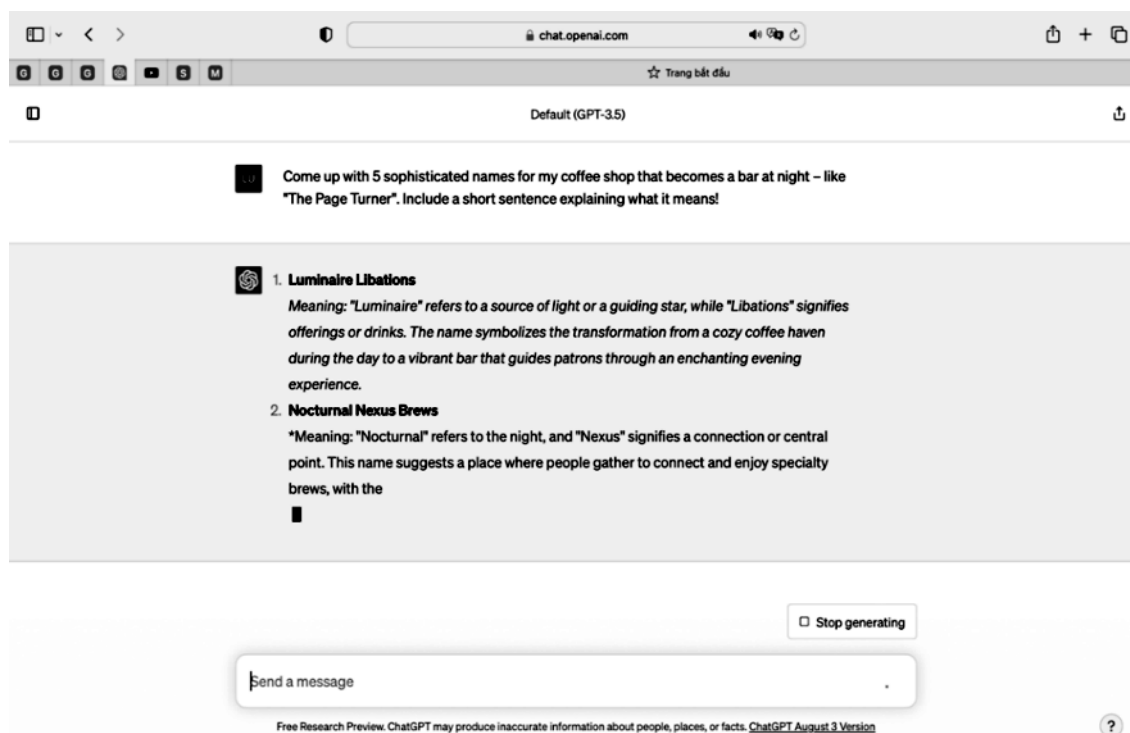 chat.openai.com
G G G S M Trang bắt đầu
Default (GPT-3.5)
Come up with 5 sophisticated names for my coffee shop that becomes a bar at night – like
"The Page Turner". Include a short sentence explaining what it means!
1. Luminaire Libations
Meaning: "Luminaire" refers to a source of light or a guiding star, while "Libations" signifies
offerings or drinks. The name symbolizes the transformation from a cozy coffee haven
during the day to a vibrant bar that guides patrons through an enchanting evening
experience.
2. Nocturnal Nexus Brews
*Meaning: "Nocturnal" refers to the night, and "Nexus" signifies a connection or central
point. This name suggests a place where people gather to connect and enjoy specialty
brews, with the
Stop generating
Send a message
Free Research Preview. ChatGPT may produce inaccurate information about people, places, or facts. ChatGPT August 3 Version
?